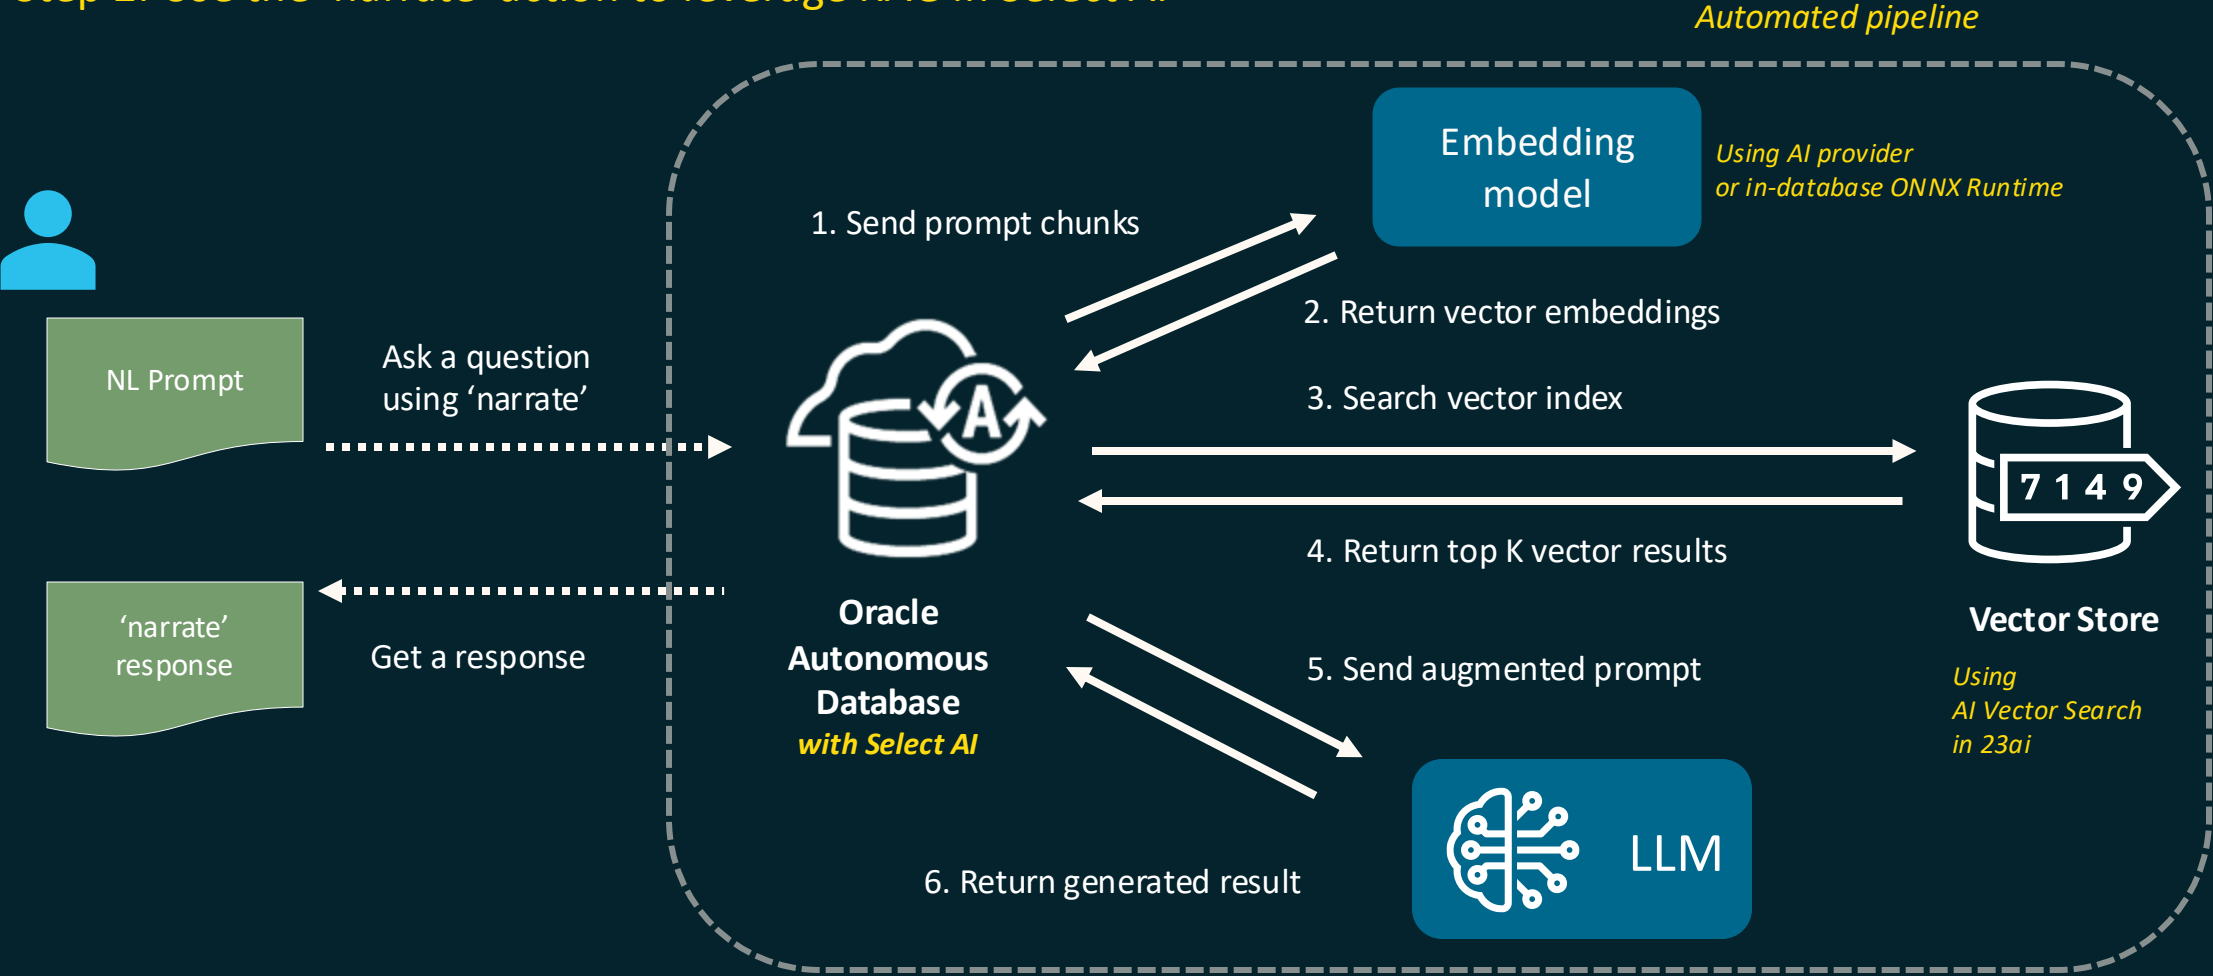 Automated pipeline
Embedding
model
Using AI provider
or in-database ONNX Runtime
1. Send prompt chunks
2. Return vector embeddings
NL Prompt
Ask a question
using ‘narrate’
3. Search vector index
A
7 1 4 9
4. Return top K vector results
‘narrate’
response
Get a response
Oracle
Autonomous
Database
with Select AI
Vector Store
Using
AI Vector Search
in 23ai
5. Send augmented prompt
LLM
6. Return generated result